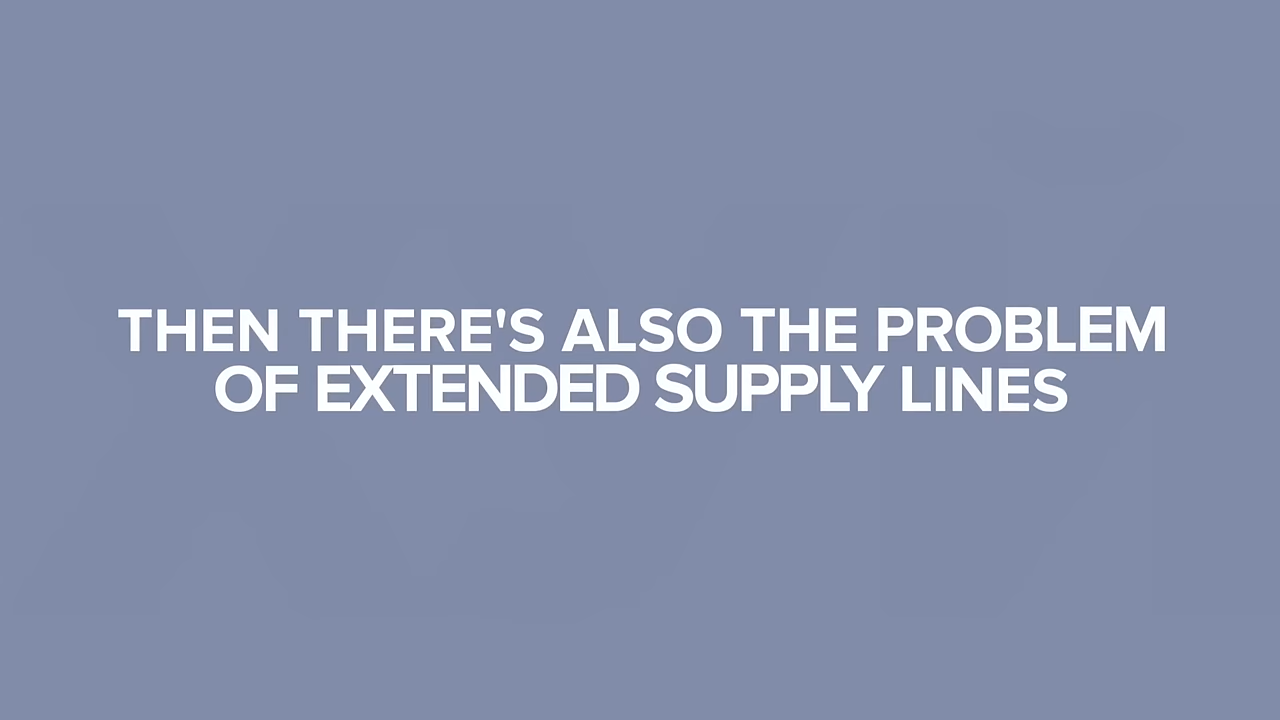 THEN THERE'S ALSO THE PROBLEM
OF EXTENDED SUPPLY LINES